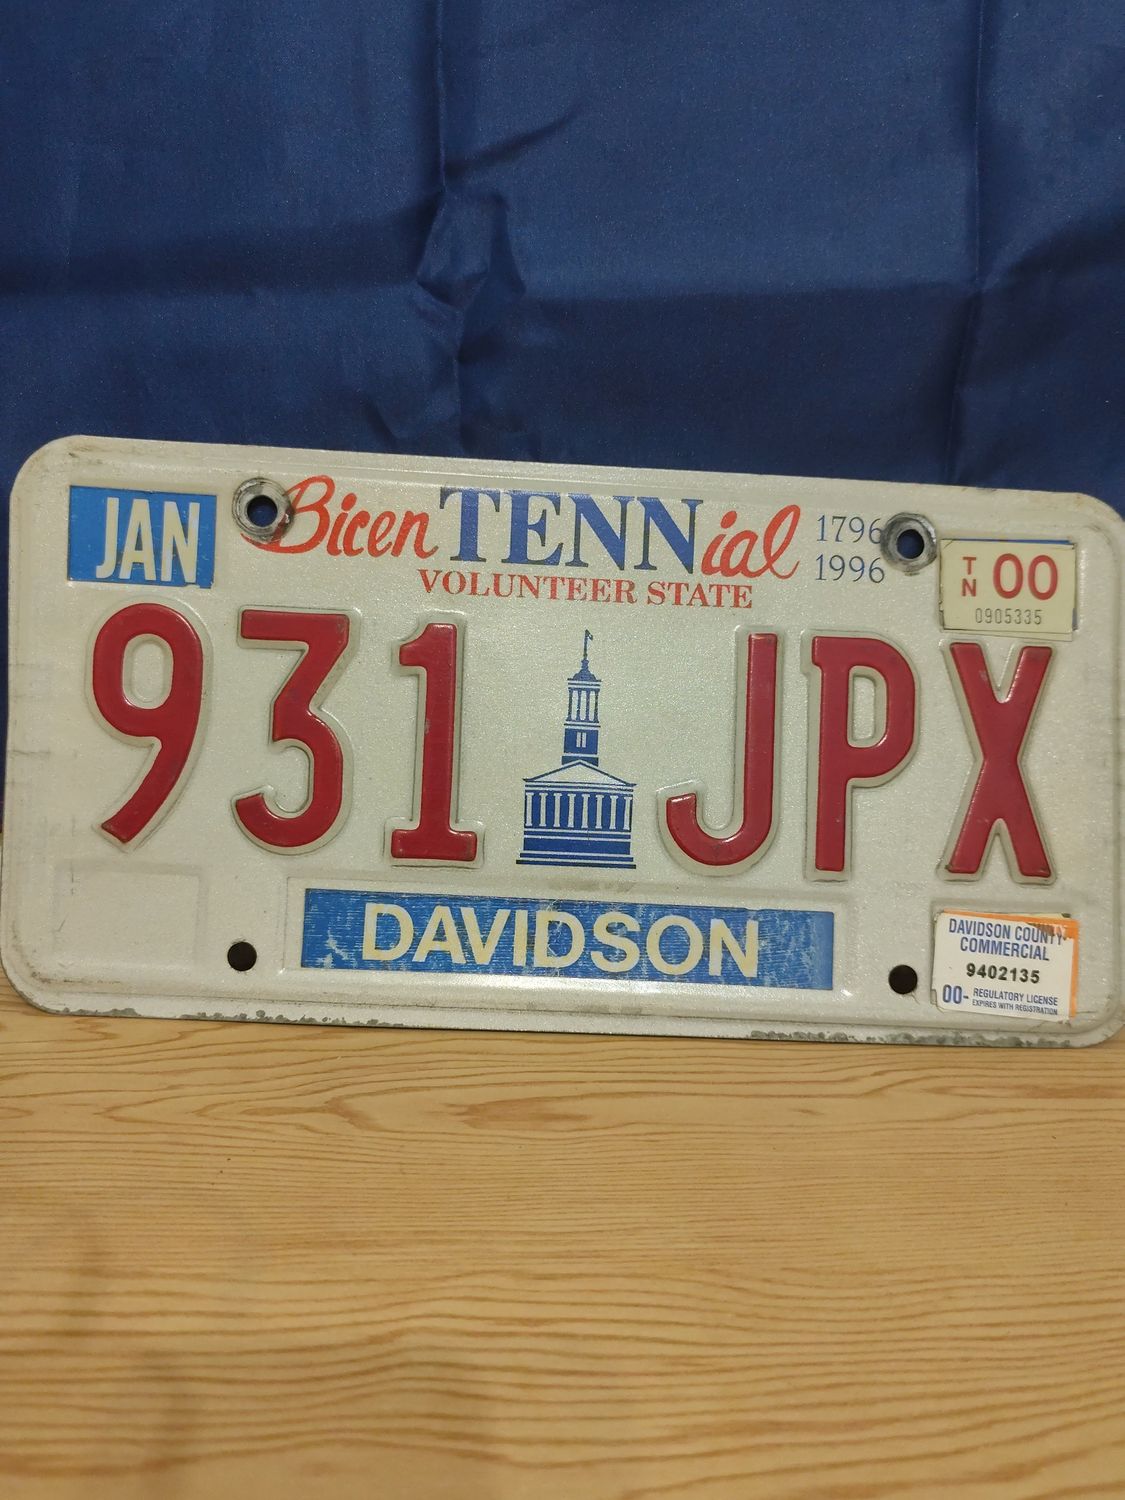 JAN
BicenTENNial
1796
1996
VOLUNTEER STATE
TN 00
0905335
931 JPX
DAVIDSON
DAVIDSON COUNTY-
COMMERCIAL
9402135
00- REGULATORY LICENSE
EXPIRES WITH REGISTRATION